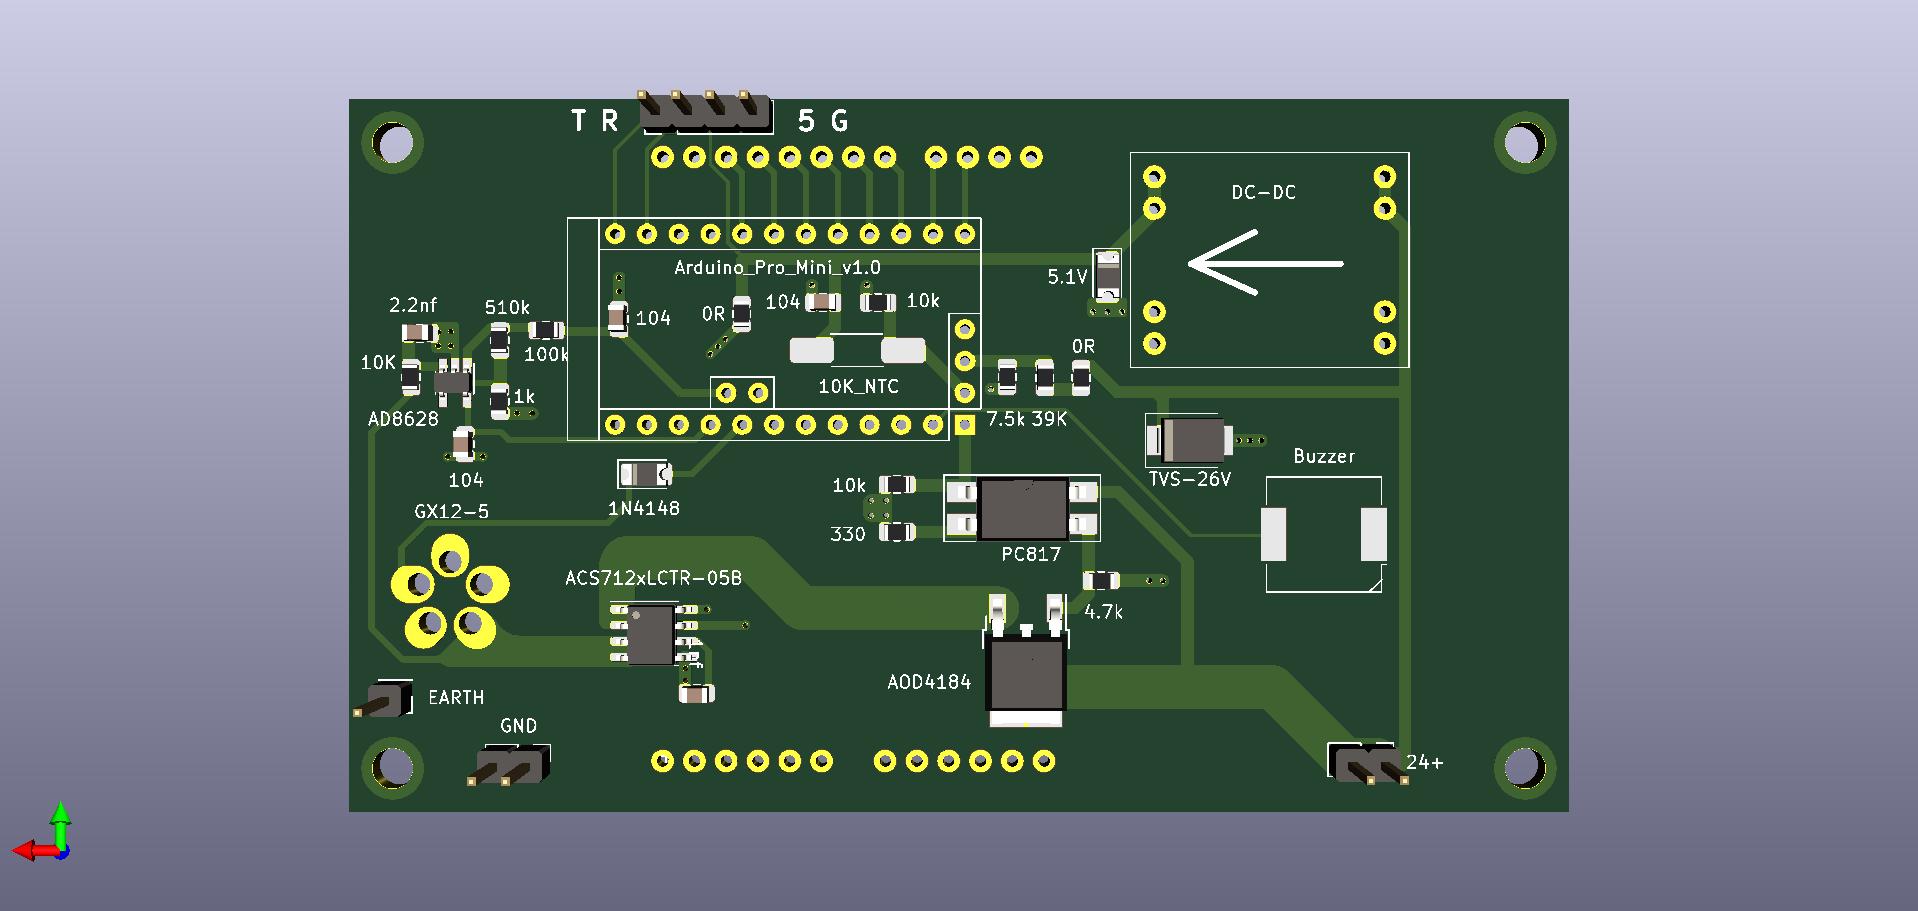 T R 5 G
DC-DC
Arduino_Pro_Mini_v1.0
5.1V
2.2nf
510k
104
0R
104
10k
100k
0R
10K
10K_NTC
1k
AD8628
7.5k 39K
Buzzer
104
TVS-26V
10k
1N4148
GX12-5
330
PC817
ACS712xLCTR-05B
4.7k
AOD4184
EARTH
GND
24+